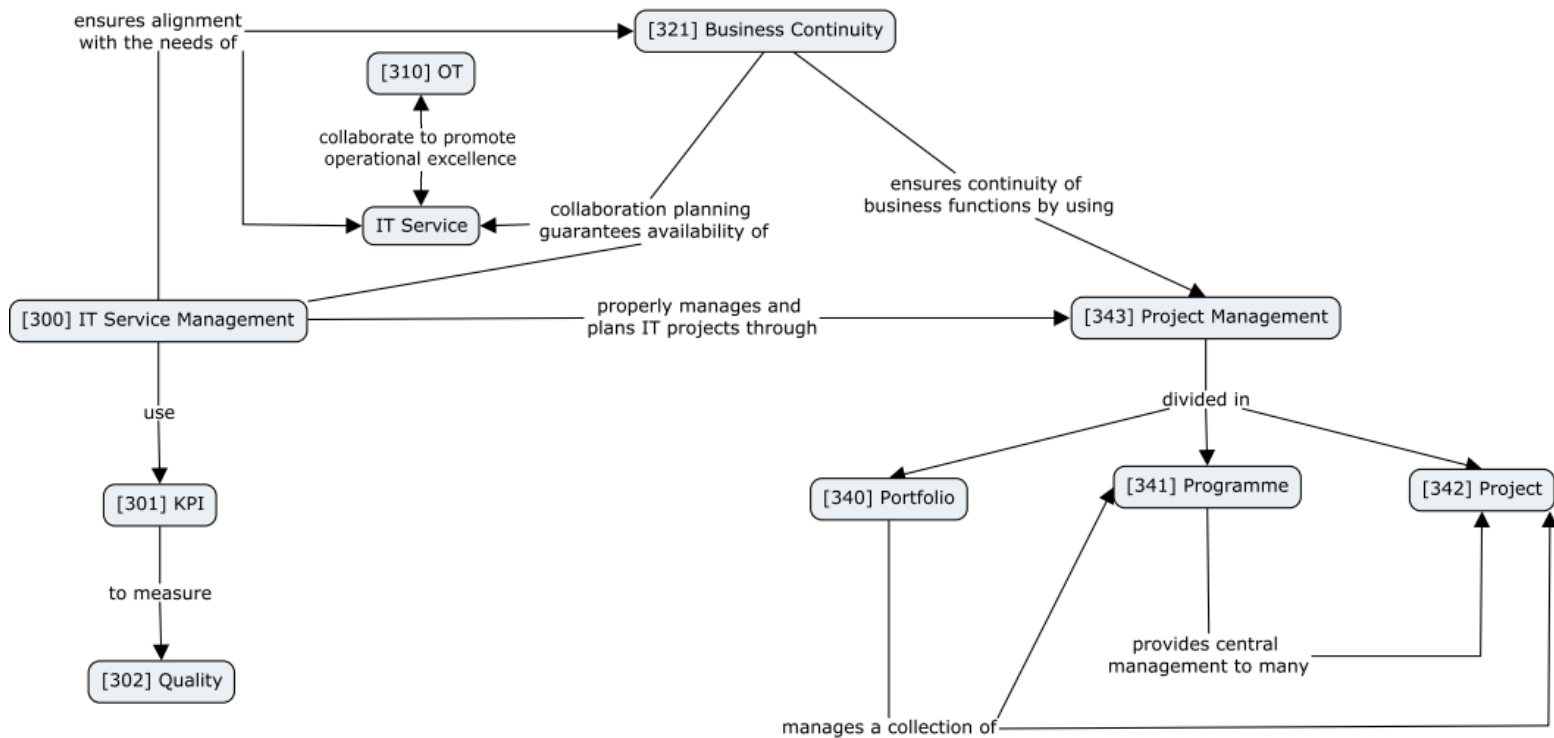 ensures alignment
with the needs of
[321] Business Continuity
[310] OT
collaborate to promote
operational excellence
IT Service
collaboration planning
guarantees availability of
ensures continuity of
business functions by using
[300] IT Service Management
properly manages and
plans IT projects through
[343] Project Management
use
divided in
[301] KPI
[340] Portfolio
[341] Programme
[342] Project
to measure
provides central
management to many
[302] Quality
manages a collection of